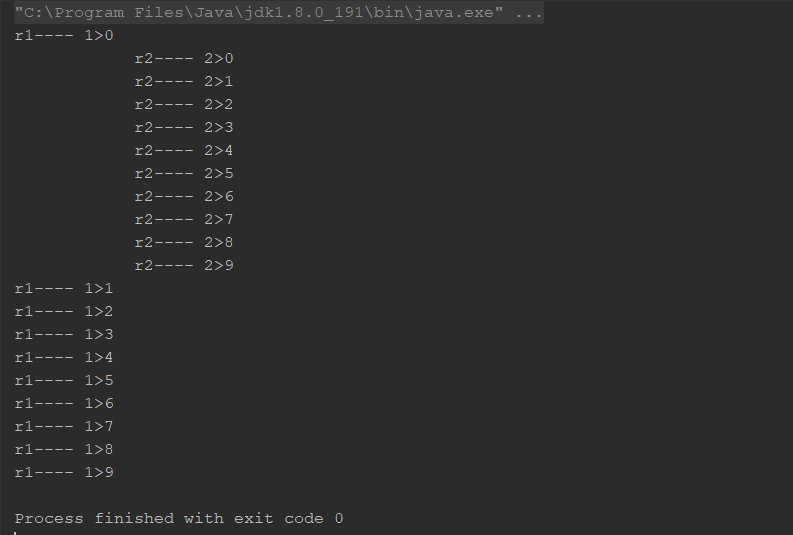 "C:\Program Files\Java\jdk1.8.0_191\bin\java.exe" ...
r1---- 1>0
            r2---- 2>0
            r2---- 2>1
            r2---- 2>2
            r2---- 2>3
            r2---- 2>4
            r2---- 2>5
            r2---- 2>6
            r2---- 2>7
            r2---- 2>8
            r2---- 2>9
r1---- 1>1
r1---- 1>2
r1---- 1>3
r1---- 1>4
r1---- 1>5
r1---- 1>6
r1---- 1>7
r1---- 1>8
r1---- 1>9
Process finished with exit code 0